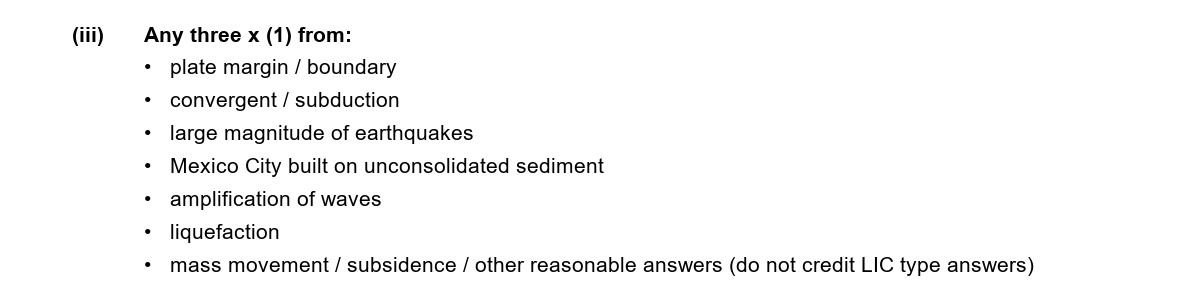 (iii) Any three x (1) from:
• plate margin / boundary
• convergent / subduction
• large magnitude of earthquakes
• Mexico City built on unconsolidated sediment
• amplification of waves
• liquefaction
• mass movement / subsidence / other reasonable answers (do not credit LIC type answers)